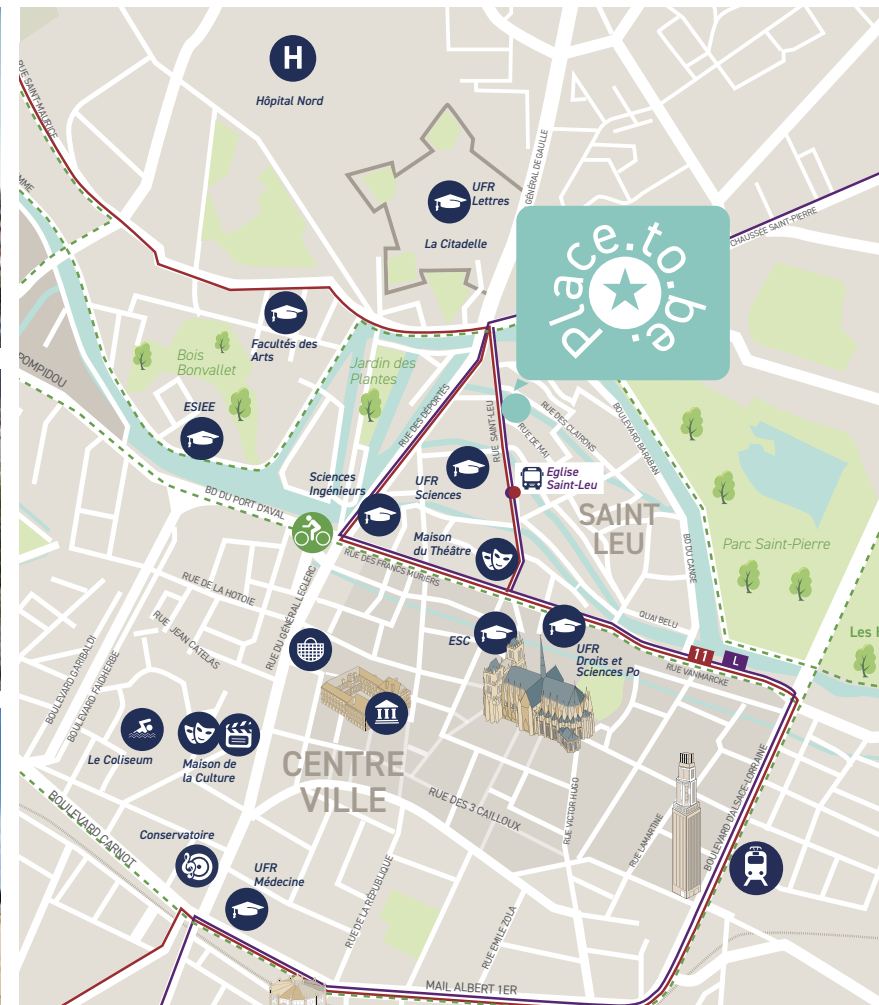 H
Hôpital Nord
RUE SAINT-MAURICE
UFR
Lettres
La Citadelle
GÉNÉRAL DE GAULLE
CHAUSSÉE SAINT-PIERRE
Place.to.be.
Facultés des
Arts
Bois
Bonvallet
Jardin des
Plantes
POMPIDOU
ESIEE
RUE DES DÉPORTÉS
RUE SAINT-LEU
RUE DES CLAIRONS
RUE DE MAI
BOULEVARD BARABAN
Eglise
Saint-Leu
Sciences
Ingénieurs
UFR
Sciences
BD DU PORT D'AVAL
Maison
du Théâtre
SAINT
LEU
Parc Saint-Pierre
BD DU CANGE
RUE DES FRANCS MURIERS
RUE DE LA HOTOIE
RUE JEAN CATELAS
RUE DU GÉNÉRAL LECLERC
QUAI BELU
ESC
UFR
Droits et
Sciences Po
11
L
RUE VANMARCKE
Les
BOULEVARD GARIBALDI
BOULEVARD FAIDHERBE
Le Coliseum
Maison de
la Culture
CENTRE
VILLE
RUE DES 3 CAILLOUX
RUE VICTOR HUGO
RUE LAMARTINE
BOULEVARD D'ALSACE-LORRAINE
BOULEVARD CARNOT
Conservatoire
UFR
Médecine
RUE DE LA RÉPUBLIQUE
RUE EMILE ZOLA
MAIL ALBERT 1ER